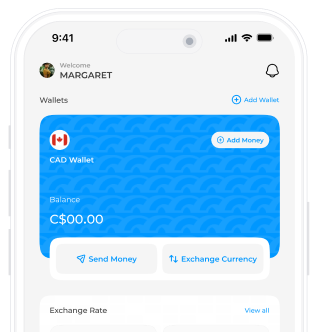 9:41
Welcome
MARGARET
Wallets
Add Wallet
Add Money
CAD Wallet
Balance
C$00.00
Send Money
Exchange Currency
Exchange Rate
View all